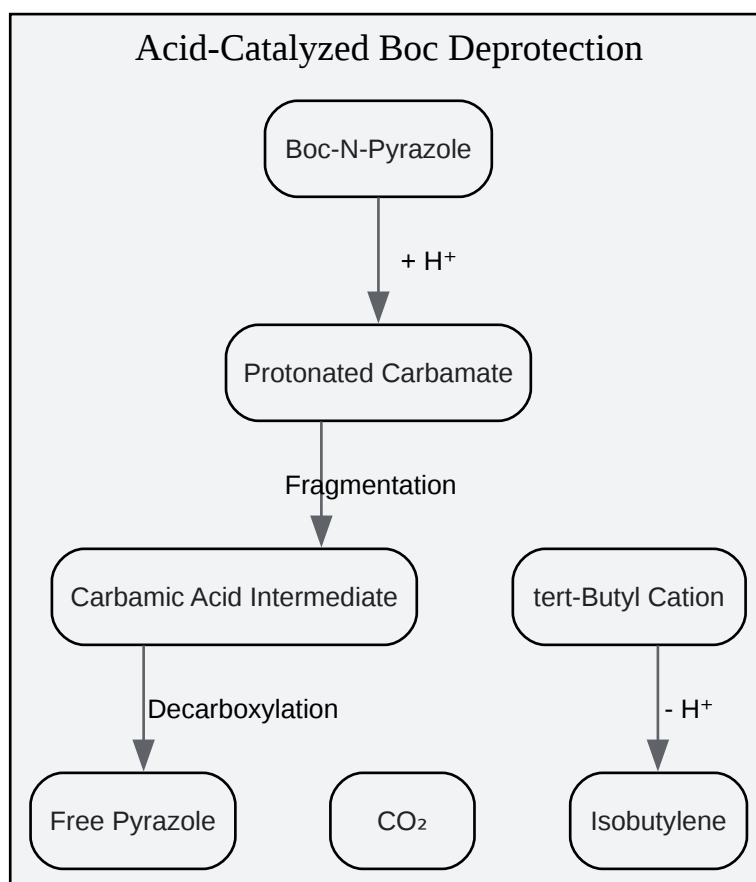 Acid-Catalyzed Boc Deprotection
Boc-N-Pyrazole
+ H⁺
Protonated Carbamate
Fragmentation
Carbamic Acid Intermediate
tert-Butyl Cation
Decarboxylation
- H⁺
Free Pyrazole
CO₂
Isobutylene